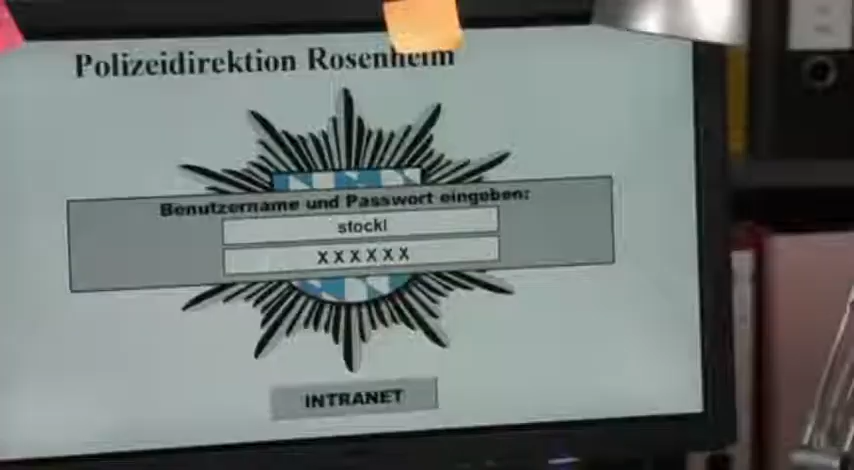 Polizeidirektion Rosenheim
Benutzername und Passwort eingeben:
stockl
XXXXXX
INTRANET